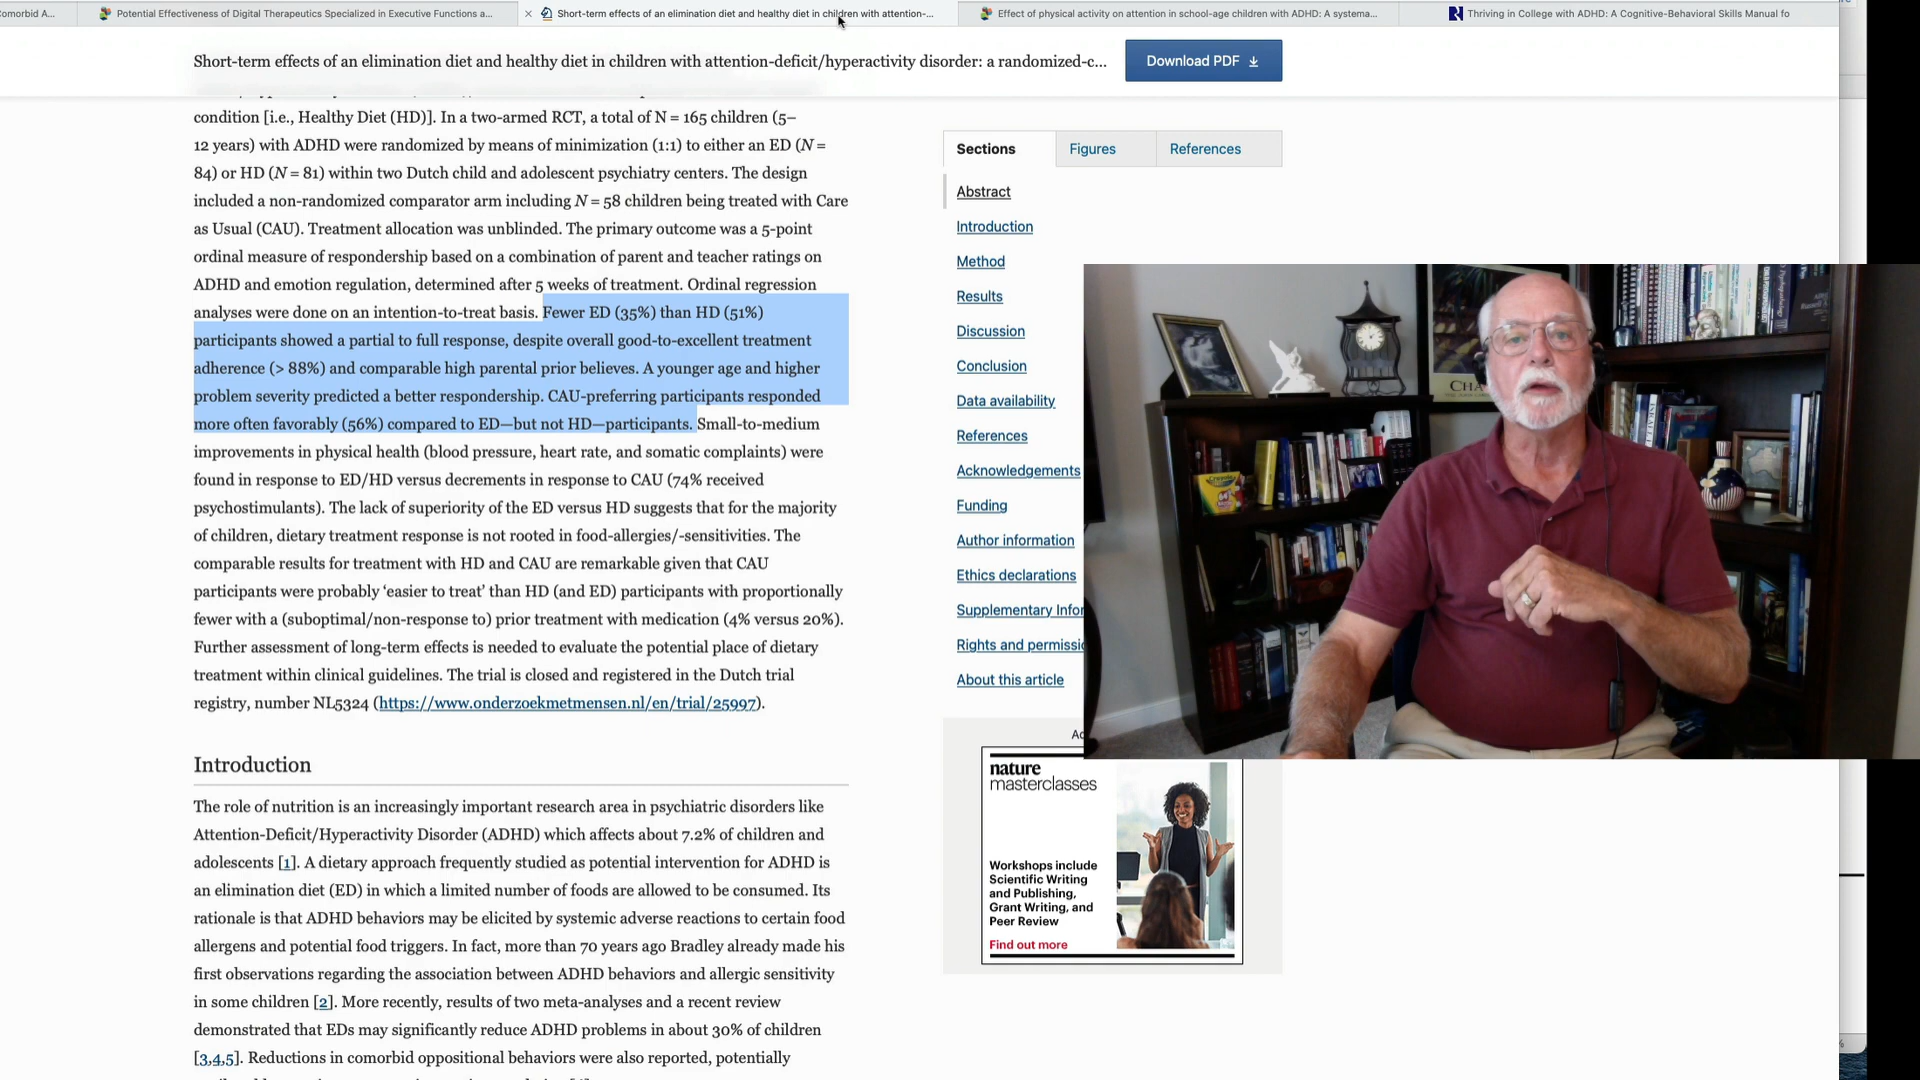 omorbid A...
Potential Effectiveness of Digital Therapeutics Specialized in Executive Functions a...
Short-term effects of an elimination diet and healthy diet in children with attention-...
Effect of physical activity on attention in school-age children with ADHD: A systema...
Thriving in College with ADHD: A Cognitive-Behavioral Skills Manual fo
Short-term effects of an elimination diet and healthy diet in children with attention-deficit/hyperactivity disorder: a randomized-c...
Download PDF
condition [i.e., Healthy Diet (HD)]. In a two-armed RCT, a total of N = 165 children (5–
12 years) with ADHD were randomized by means of minimization (1:1) to either an ED (N =
84) or HD (N = 81) within two Dutch child and adolescent psychiatry centers. The design
included a non-randomized comparator arm including N = 58 children being treated with Care
as Usual (CAU). Treatment allocation was unblinded. The primary outcome was a 5-point
ordinal measure of respondership based on a combination of parent and teacher ratings on
ADHD and emotion regulation, determined after 5 weeks of treatment. Ordinal regression
analyses were done on an intention-to-treat basis. Fewer ED (35%) than HD (51%)
participants showed a partial to full response, despite overall good-to-excellent treatment
adherence (> 88%) and comparable high parental prior believes. A younger age and higher
problem severity predicted a better respondership. CAU-preferring participants responded
more often favorably (56%) compared to ED—but not HD—participants. Small-to-medium
improvements in physical health (blood pressure, heart rate, and somatic complaints) were
found in response to ED/HD versus decrements in response to CAU (74% received
psychostimulants). The lack of superiority of the ED versus HD suggests that for the majority
of children, dietary treatment response is not rooted in food-allergies/-sensitivities. The
comparable results for treatment with HD and CAU are remarkable given that CAU
participants were probably ‘easier to treat’ than HD (and ED) participants with proportionally
fewer with a (suboptimal/non-response to) prior treatment with medication (4% versus 20%).
Further assessment of long-term effects is needed to evaluate the potential place of dietary
treatment within clinical guidelines. The trial is closed and registered in the Dutch trial
registry, number NL5324 (https://www.onderzoekmetmensen.nl/en/trial/25997).
Introduction
The role of nutrition is an increasingly important research area in psychiatric disorders like
Attention-Deficit/Hyperactivity Disorder (ADHD) which affects about 7.2% of children and
adolescents [1]. A dietary approach frequently studied as potential intervention for ADHD is
an elimination diet (ED) in which a limited number of foods are allowed to be consumed. Its
rationale is that ADHD behaviors may be elicited by systemic adverse reactions to certain food
allergens and potential food triggers. In fact, more than 70 years ago Bradley already made his
first observations regarding the association between ADHD behaviors and allergic sensitivity
in some children [2]. More recently, results of two meta-analyses and a recent review
demonstrated that EDs may significantly reduce ADHD problems in about 30% of children
[3,4,5]. Reductions in comorbid oppositional behaviors were also reported, potentially
Sections
Figures
References
Abstract
Introduction
Method
Results
Discussion
Conclusion
Data availability
References
Acknowledgements
Funding
Author information
Ethics declarations
Supplementary Infor
Rights and permissio
About this article
Ad
nature
masterclasses
Workshops include
Scientific Writing
and Publishing,
Grant Writing, and
Peer Review
Find out more
CHA
Crayola
64
%